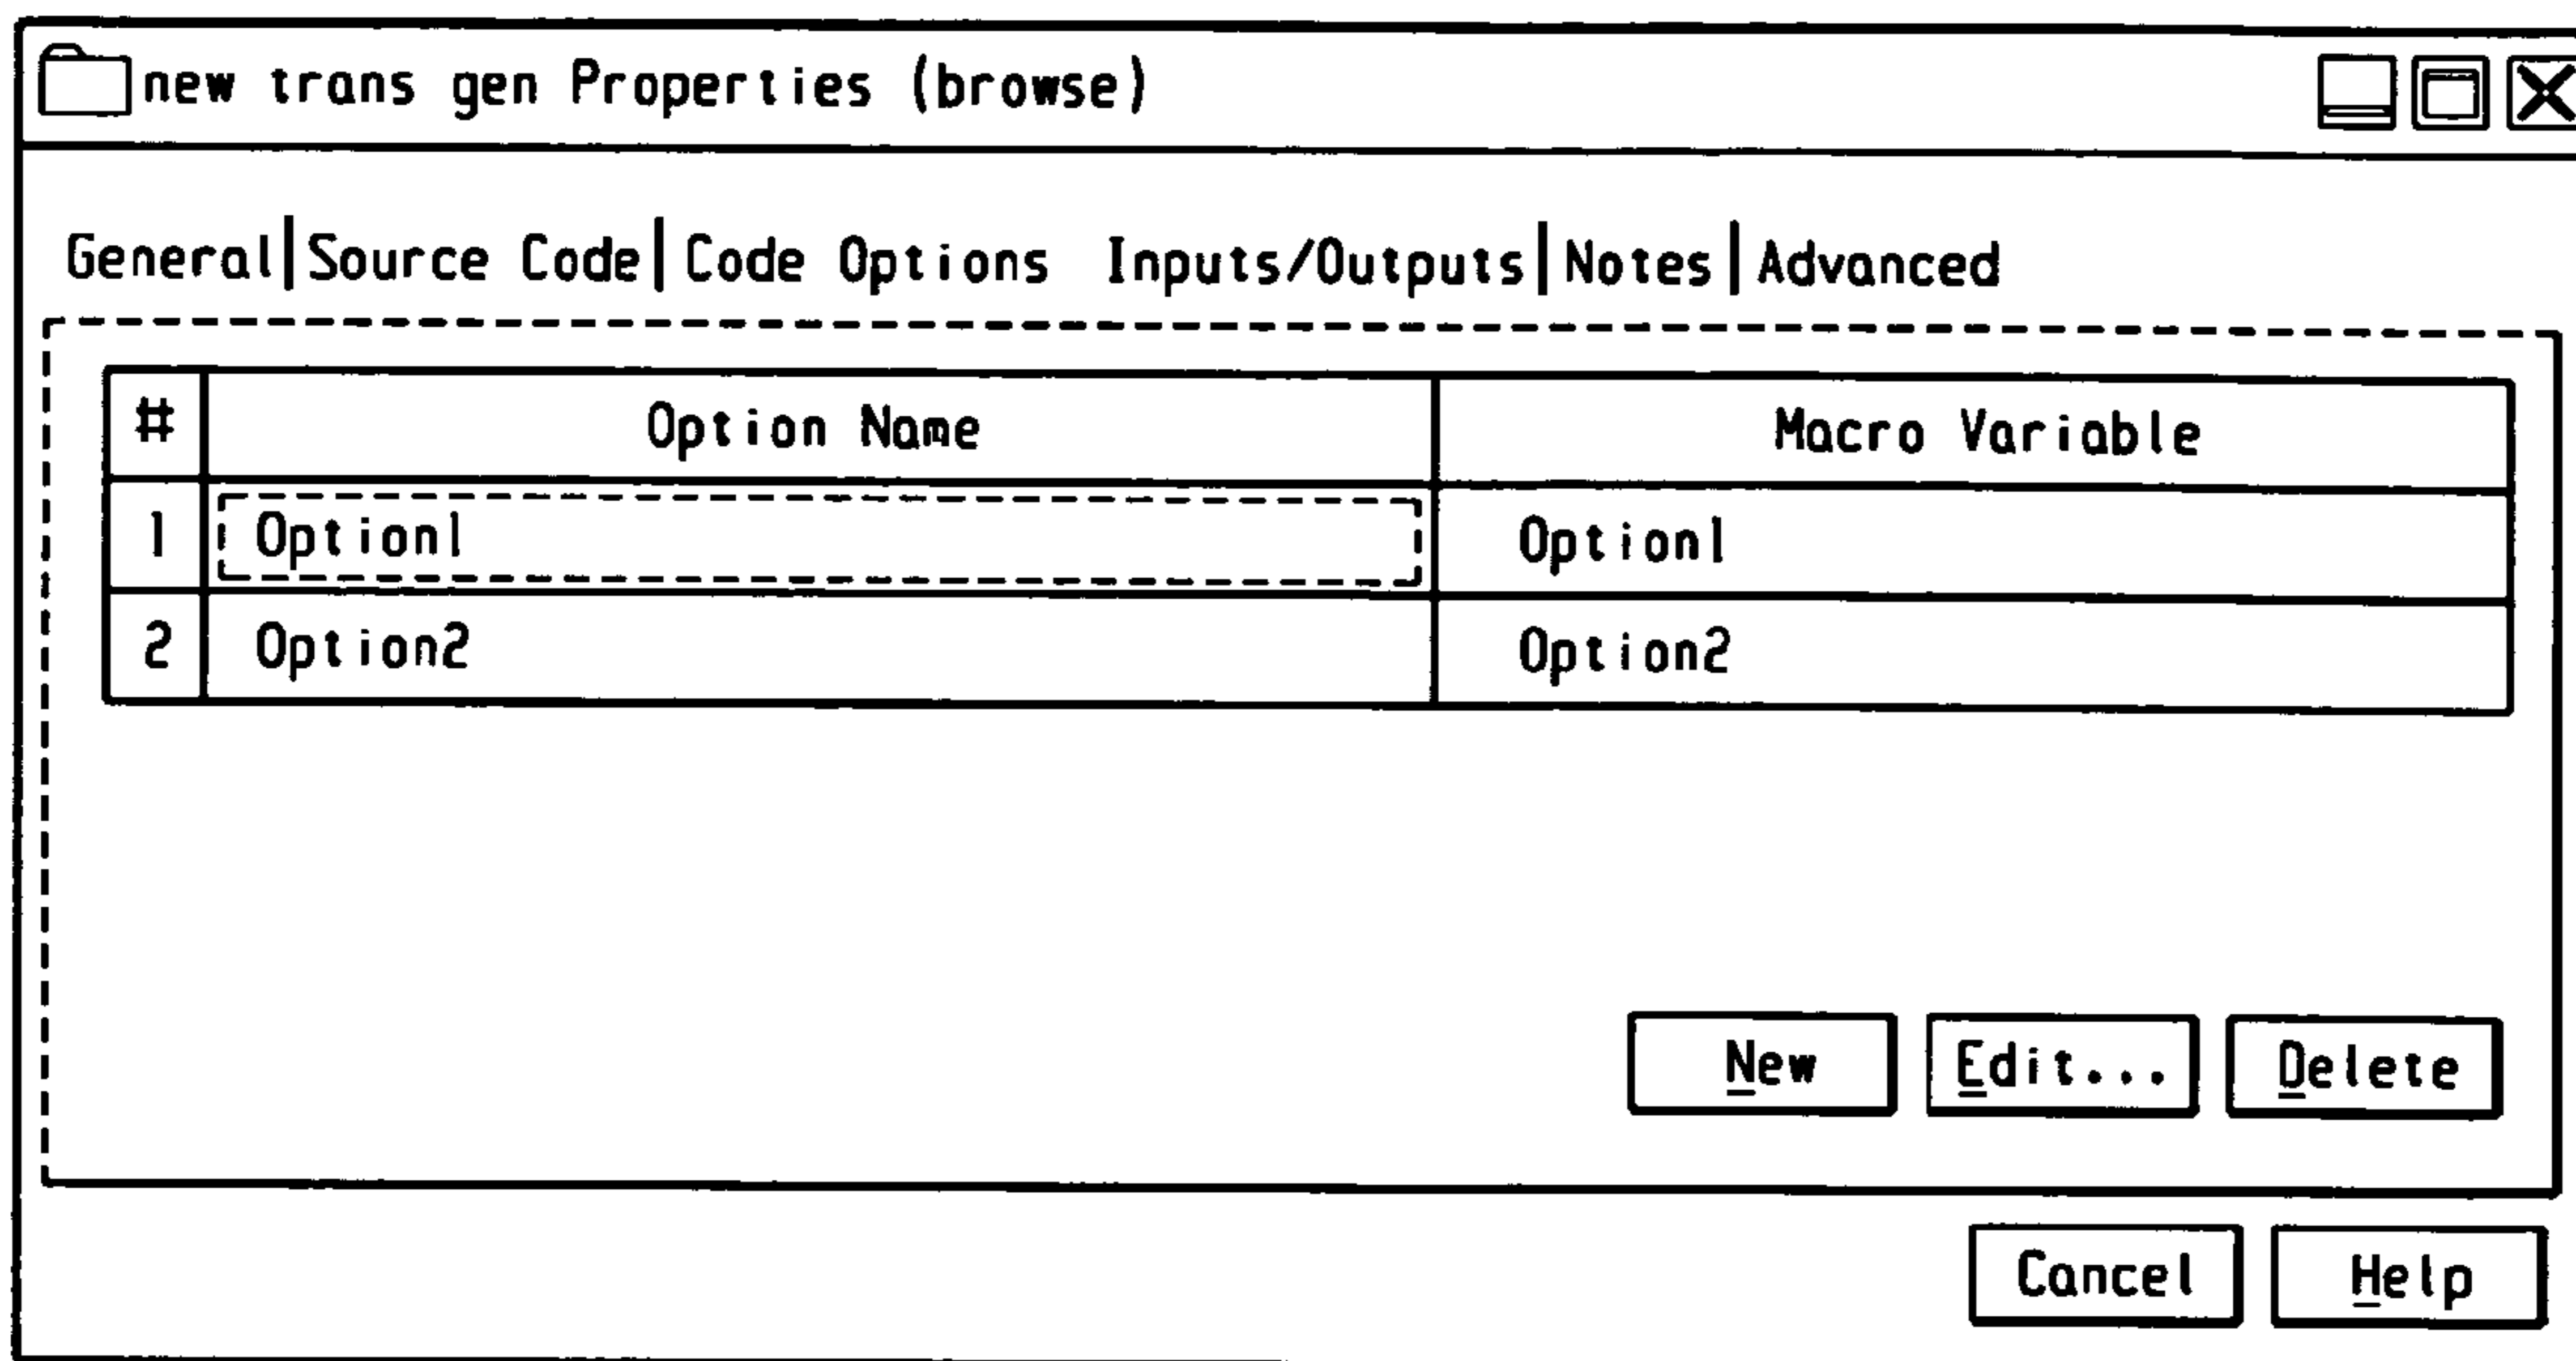 new trans gen Properties (browse)
General|Source Code|Code Options Inputs/Outputs|Notes|Advanced
# Option Name Macro Variable
1 Option1 Option1
2 Option2 Option2
New Edit... Delete
Cancel Help